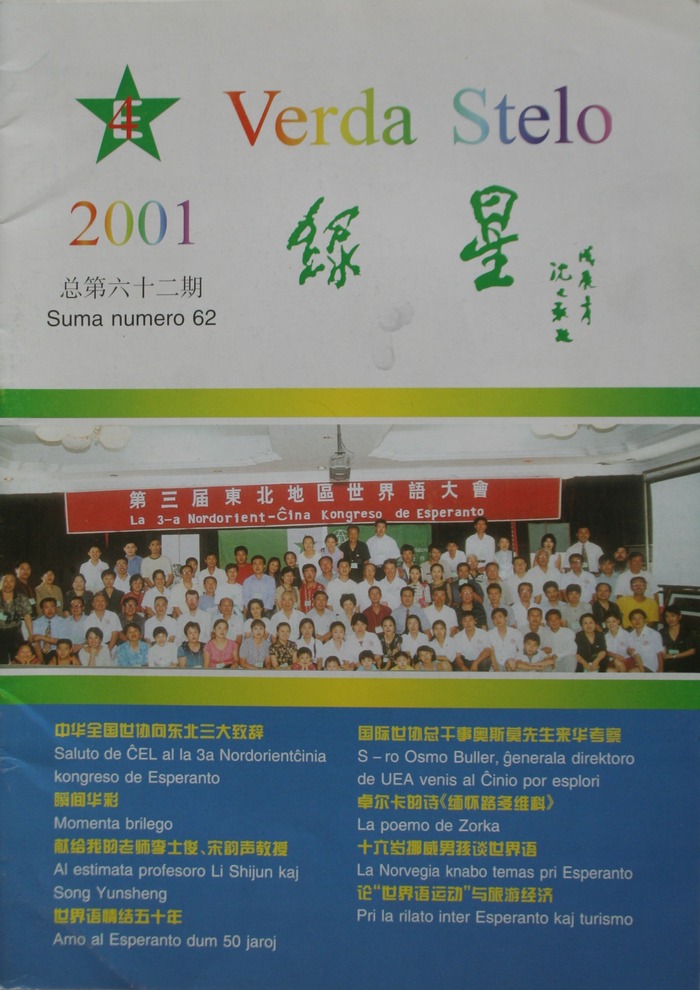 E
4
Verda Stelo
2001
綠星
戊辰
总第六十二期
Suma numero 62
第三届東北地區世界語大會
La 3-a Nordorient-Ĉina Kongreso de Esperanto
中华全国世协向东北三大致辞
Saluto de ĈEL al la 3a Nordorientĉinia
kongreso de Esperanto
瞬间华彩
Momenta brilego
献给我的老师李士俊、宋韵声教授
Al estimata profesoro Li Shijun kaj
Song Yunsheng
世界语情结五十年
Amo al Esperanto dum 50 jaroj
国际世协总干事奥斯莫先生来华考察
S – ro Osmo Buller, ĝenerala direktoro
de UEA venis al Ĉinio por esplori
卓尔卡的诗《缅怀路多维科》
La poemo de Zorka
十六岁挪威男孩谈世界语
La Norvegia knabo temas pri Esperanto
论“世界语运动”与旅游经济
Pri la rilato inter Esperanto kaj turismo